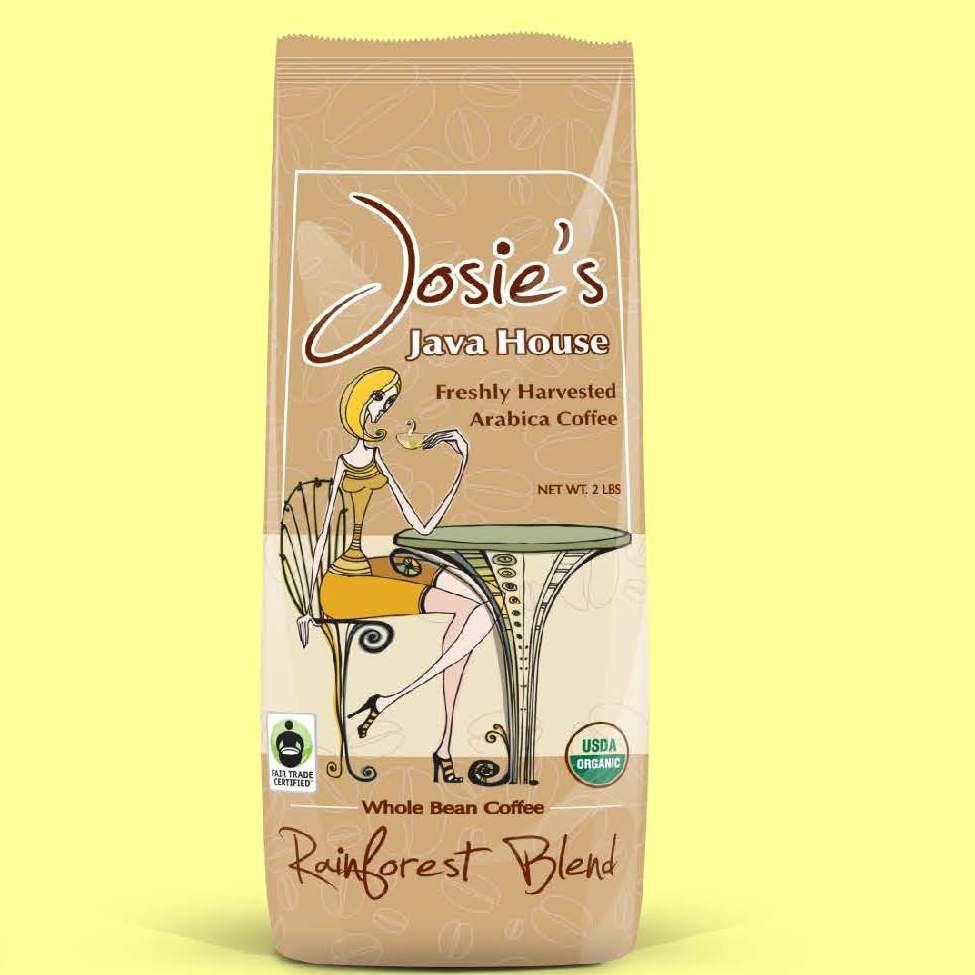 Josie's
Java House
Freshly Harvested
Arabica Coffee
NET WT. 2 LBS
FAIR TRADE
CERTIFIED
USDA
ORGANIC
Whole Bean Coffee
Rainforest Blend